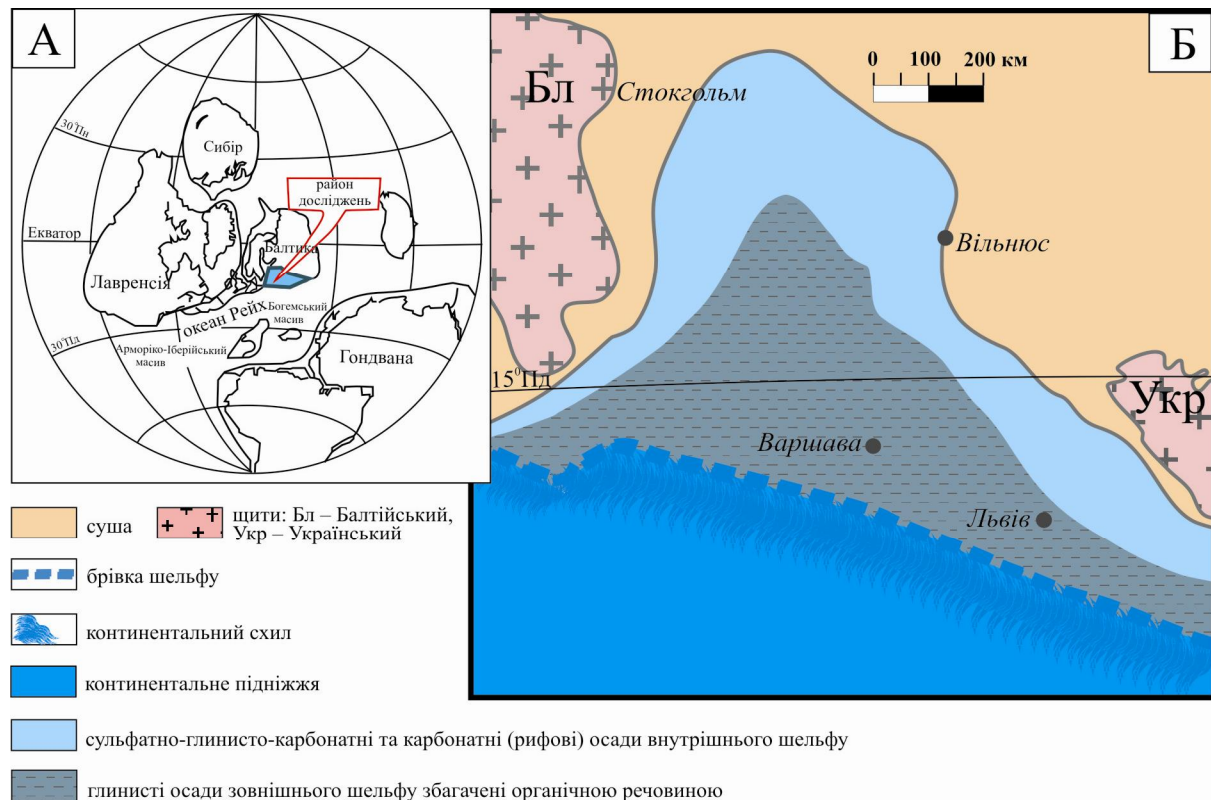 А
30°Пн
Сибір
район
досліджень
Екватор
Балтика
Лавренсія
океан Рейх
Богемський
масив
30°Пд
Арморіко-Іберійський
масив
Гондвана
Б
0 100 200 км
Бл
Стокгольм
Вільнюс
15°Пд
Укр
Варшава
Львів
суша
щити: Бл – Балтійський,
Укр – Український
брівка шельфу
континентальний схил
континентальне підніжжя
сульфатно-глинисто-карбонатні та карбонатні (рифові) осади внутрішнього шельфу
глинисті осади зовнішнього шельфу збагачені органічною речовиною